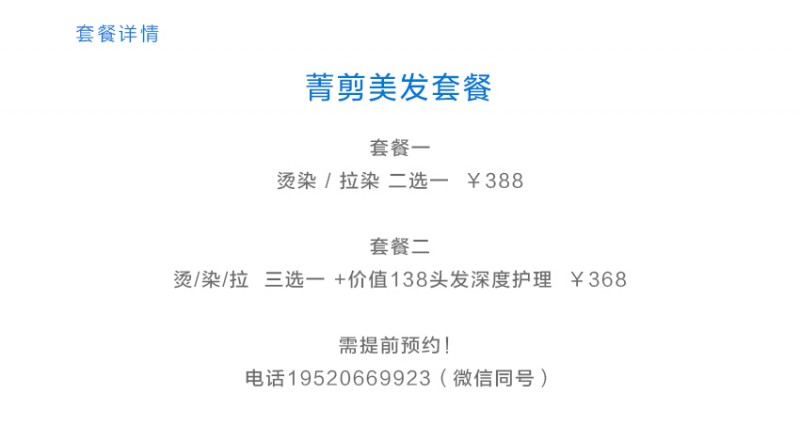 套餐详情
菁剪美发套餐
套餐一
烫染 / 拉染 二选一 ￥388
套餐二
烫/染/拉 三选一 +价值138头发深度护理 ￥368
需提前预约！
电话19520669923（微信同号）